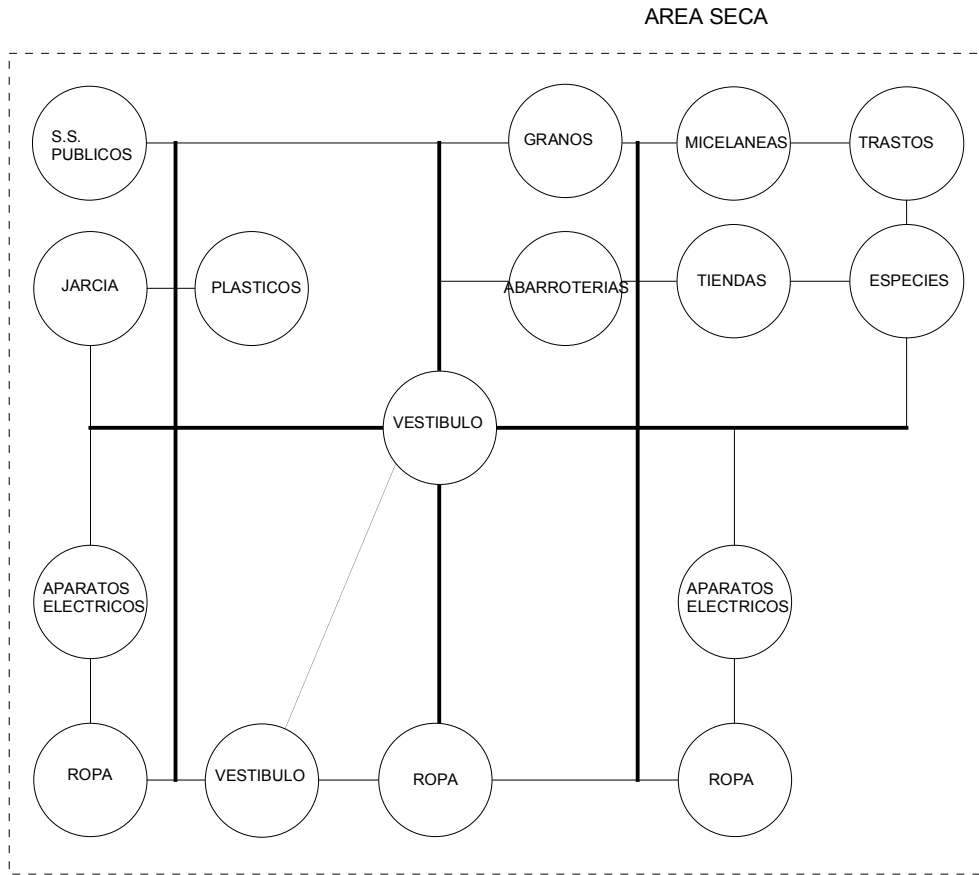 AREA SECA
S.S.
PUBLICOS
GRANOS
MICELANEAS
TRASTOS
JARCIA
PLASTICOS
ABARROTERIAS
TIENDAS
ESPECIES
VESTIBULO
APARATOS
ELECTRICOS
APARATOS
ELECTRICOS
ROPA
VESTIBULO
ROPA
ROPA